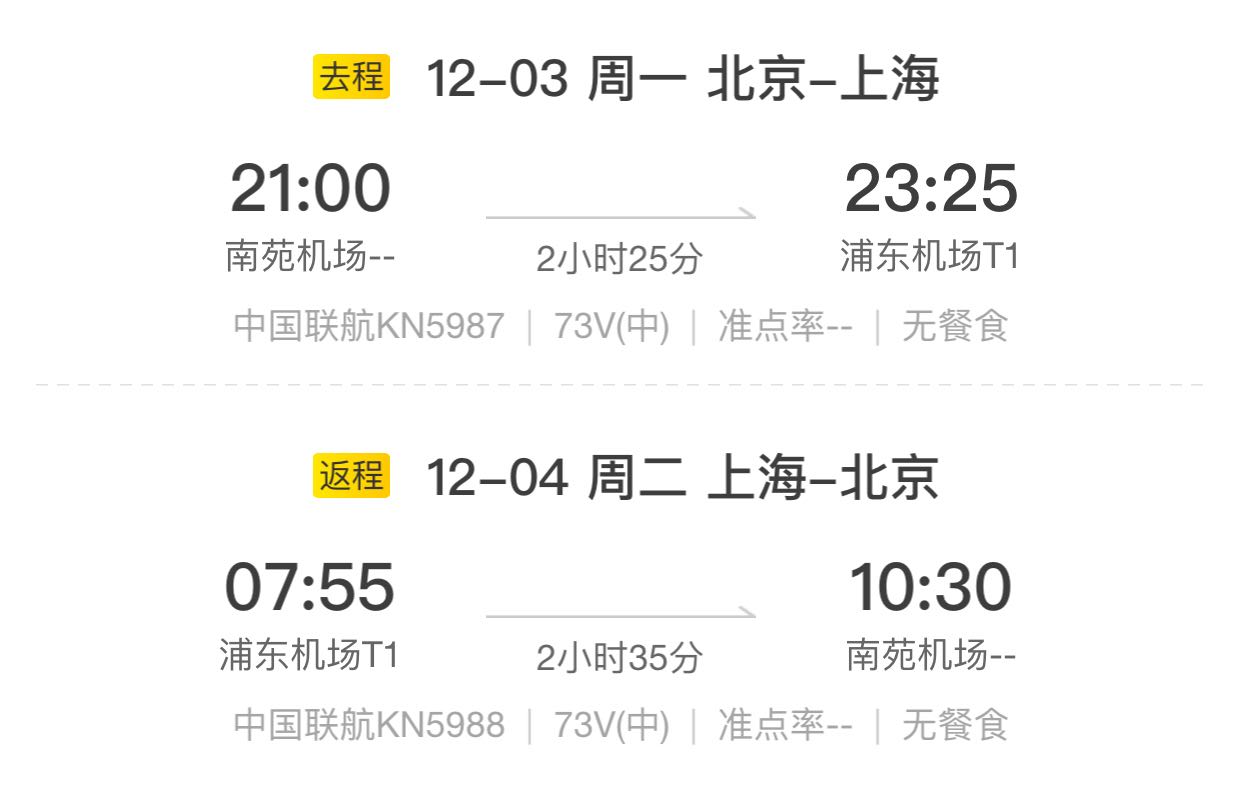 去程 12-03 周一 北京-上海
21:00 23:25
南苑机场-- 2小时25分 浦东机场T1
中国联航KN5987 | 73V(中) | 准点率-- | 无餐食
返程 12-04 周二 上海-北京
07:55 10:30
浦东机场T1 2小时35分 南苑机场--
中国联航KN5988 | 73V(中) | 准点率-- | 无餐食